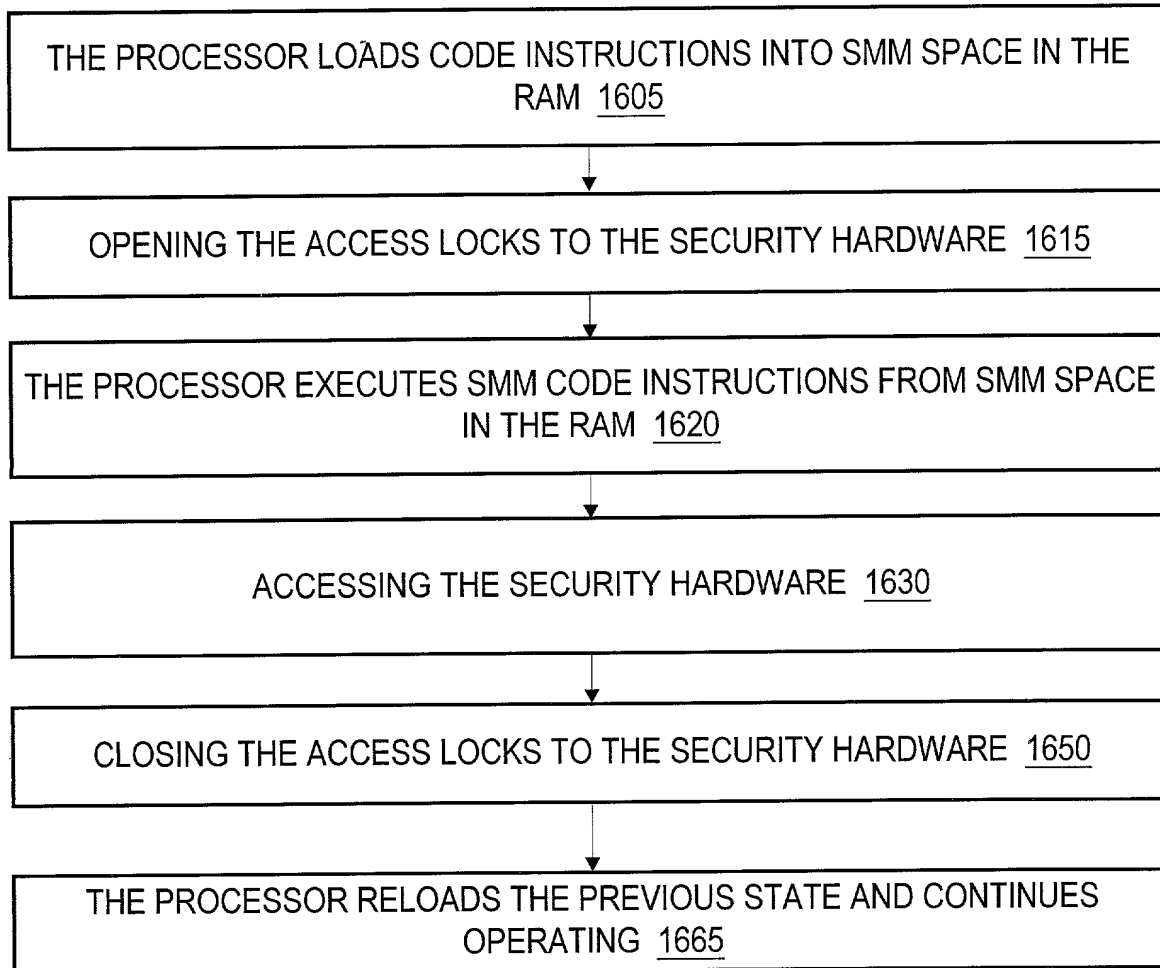 THE PROCESSOR LOADS CODE INSTRUCTIONS INTO SMM SPACE IN THE
RAM 1605
OPENING THE ACCESS LOCKS TO THE SECURITY HARDWARE 1615
THE PROCESSOR EXECUTES SMM CODE INSTRUCTIONS FROM SMM SPACE
IN THE RAM 1620
ACCESSING THE SECURITY HARDWARE 1630
CLOSING THE ACCESS LOCKS TO THE SECURITY HARDWARE 1650
THE PROCESSOR RELOADS THE PREVIOUS STATE AND CONTINUES
OPERATING 1665